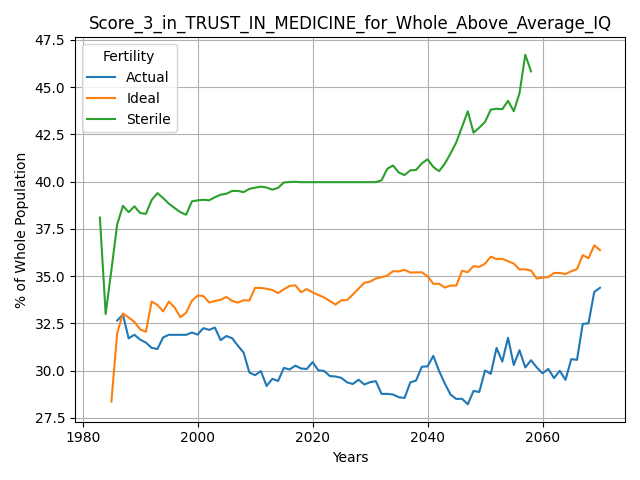 Score_3_in_TRUST_IN_MEDICINE_for_Whole_Above_Average_IQ
47.5
45.0
42.5
40.0
37.5
35.0
32.5
30.0
27.5
% of Whole Population
Fertility
Actual
Ideal
Sterile
1980
2000
2020
2040
2060
Years